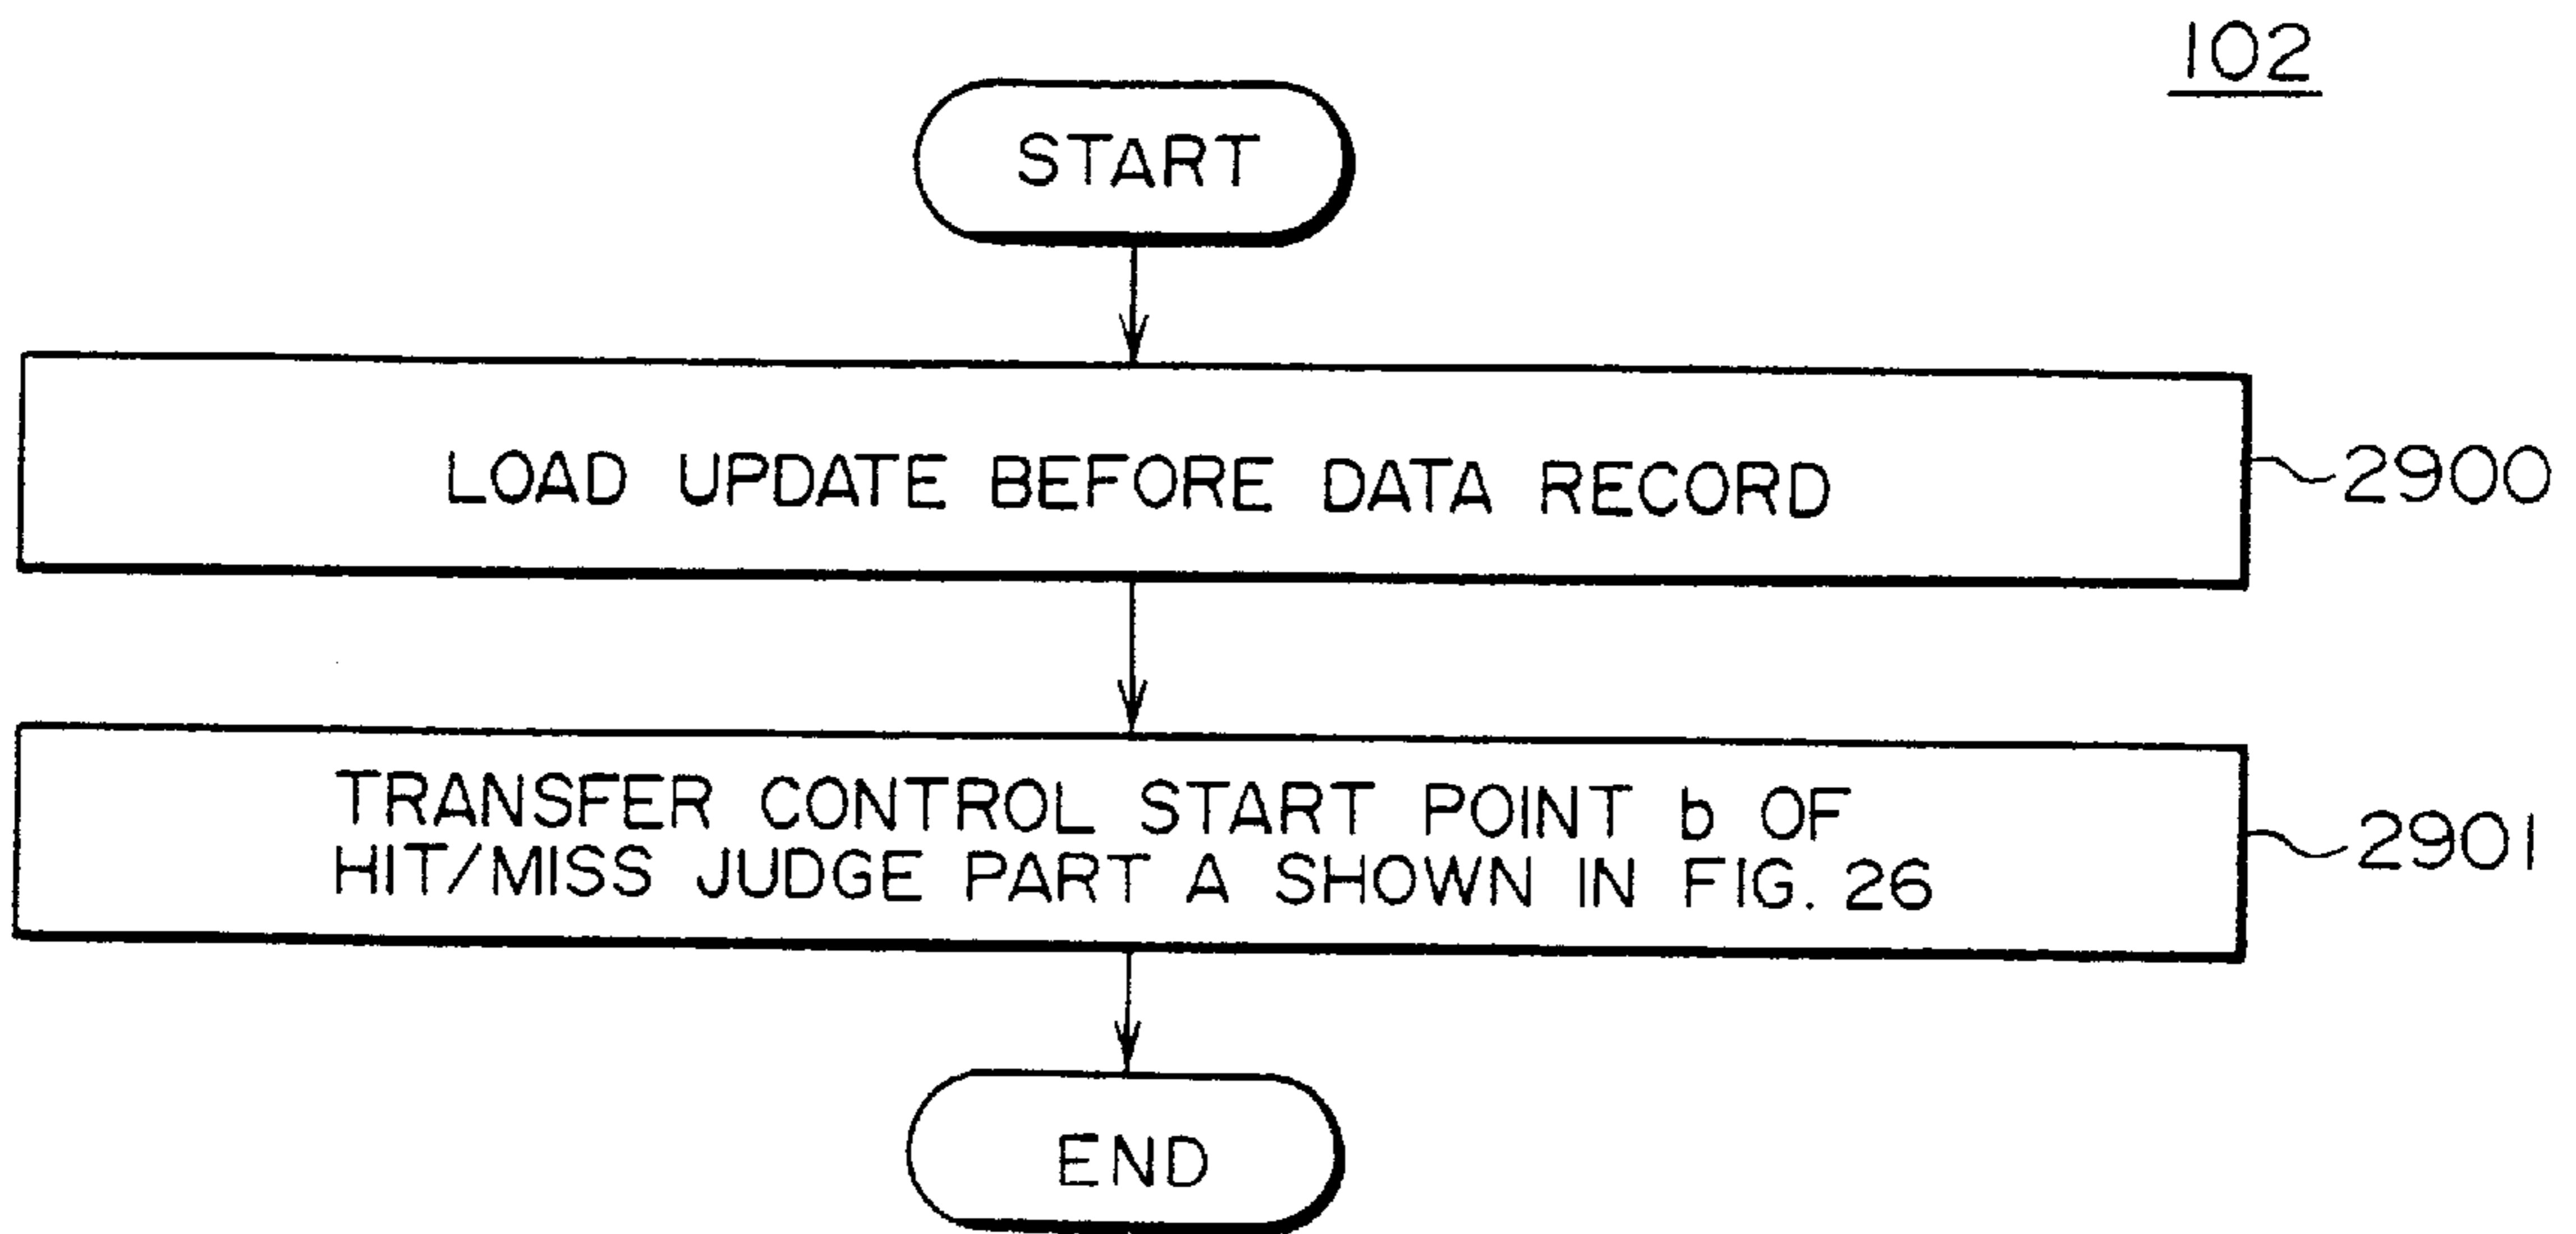 102
START
LOAD UPDATE BEFORE DATA RECORD
2900
TRANSFER CONTROL START POINT b OF
HIT/MISS JUDGE PART A SHOWN IN FIG. 26
2901
END